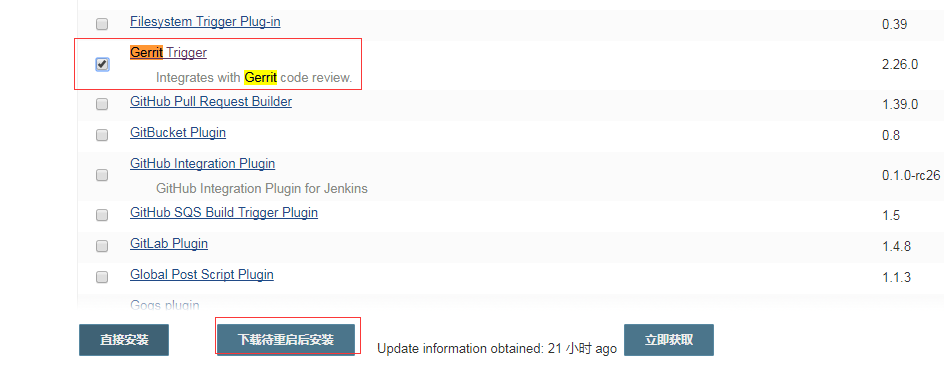 Filesystem Trigger Plug-in 0.39
Gerrit Trigger 2.26.0
Integrates with Gerrit code review.
GitHub Pull Request Builder 1.39.0
GitBucket Plugin 0.8
GitHub Integration Plugin 0.1.0-rc26
GitHub Integration Plugin for Jenkins
GitHub SQS Build Trigger Plugin 1.5
GitLab Plugin 1.4.8
Global Post Script Plugin 1.1.3
Gogs plugin
直接安装 下载待重启后安装 Update information obtained: 21 小时 ago 立即获取